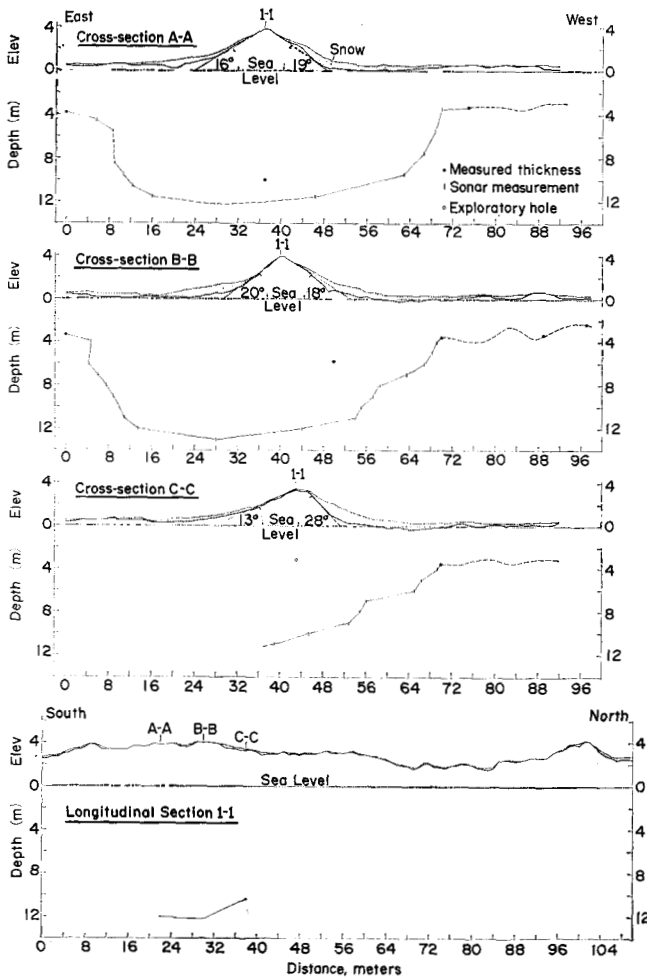 East 1-1 West
Cross-section A-A
Snow
16° Sea 19°
Level
Elev
4
0
4
0
Depth (m)
4
8
12
4
8
12
• Measured thickness
ı Sonar measurement
○ Exploratory hole
0 8 16 24 32 40 48 56 64 72 80 88 96
1-1
Cross-section B-B
20° Sea 18°
Level
Elev
4
0
4
0
Depth (m)
4
8
12
4
8
12
0 8 16 24 32 40 48 56 64 72 80 88 96
1-1
Cross-section C-C
13° Sea 28°
Level
Elev
4
0
4
0
Depth (m)
4
8
12
4
8
12
0 8 16 24 32 40 48 56 64 72 80 88 96
South North
A-A B-B C-C
Elev
4
0
4
0
Sea Level
Longitudinal Section 1-1
Depth (m)
4
8
12
4
8
12
0 8 16 24 32 40 48 56 64 72 80 88 96 104
Distance, meters